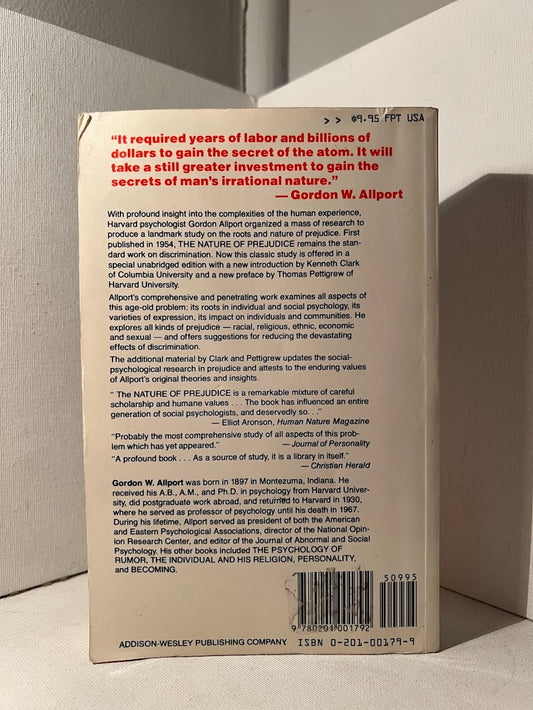 > > $9.95 FPT USA
"It required years of labor and billions of
dollars to gain the secret of the atom. It will
take a still greater investment to gain the
secrets of man's irrational nature."
— Gordon W. Allport
With profound insight into the complexities of the human experience,
Harvard psychologist Gordon Allport organized a mass of research to
produce a landmark study on the roots and nature of prejudice. First
published in 1954, THE NATURE OF PREJUDICE remains the stan-
dard work on discrimination. Now this classic study is offered in a
special unabridged edition with a new introduction by Kenneth Clark
of Columbia University and a new preface by Thomas Pettigrew of
Harvard University.
Allport's comprehensive and penetrating work examines all aspects of
this age-old problem: its roots in individual and social psychology, its
varieties of expression, its impact on individuals and communities. He
explores all kinds of prejudice — racial, religious, ethnic, economic
and sexual — and offers suggestions for reducing the devastating
effects of discrimination.
The additional material by Clark and Pettigrew updates the social-
psychological research in prejudice and attests to the enduring values
of Allport's original theories and insights.
" The NATURE OF PREJUDICE is a remarkable mixture of careful
scholarship and humane values . . . The book has influenced an entire
generation of social psychologists, and deservedly so. . ."
— Elliot Aronson, Human Nature Magazine
"Probably the most comprehensive study of all aspects of this prob-
lem which has yet appeared." — Journal of Personality
"A profound book . . . As a source of study, it is a library in itself."
— Christian Herald
Gordon W. Allport was born in 1897 in Montezuma, Indiana. He
received his A.B., A.M., and Ph.D. in psychology from Harvard Univer-
sity, did postgraduate work abroad, and returned to Harvard in 1930,
where he served as professor of psychology until his death in 1967.
During his lifetime, Allport served as president of both the American
and Eastern Psychological Associations, director of the National Opin-
ion Research Center, and editor of the Journal of Abnormal and Social
Psychology. His other books included THE PSYCHOLOGY OF
RUMOR, THE INDIVIDUAL AND HIS RELIGION, PERSONALITY,
and BECOMING.
50995
9 780201 001792
ADDISON-WESLEY PUBLISHING COMPANY
ISBN 0-201-00179-9